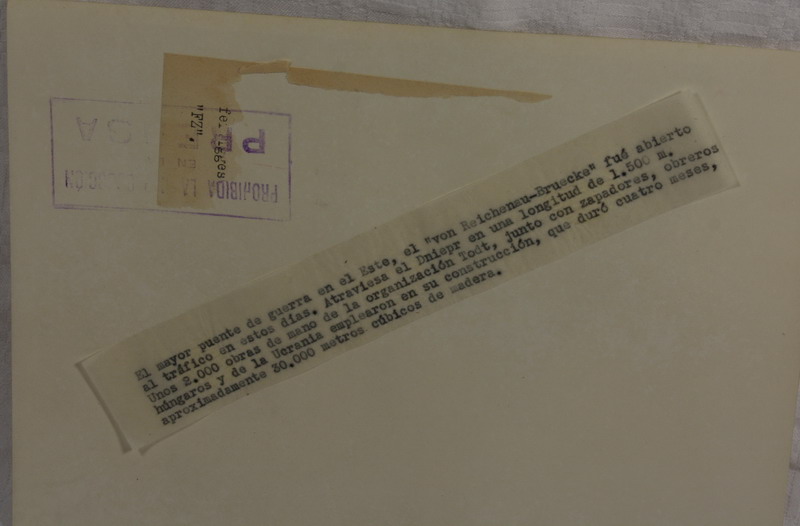 El mayor puente de guerra en el Este, el "von Reichenau-Bruecke" fué abierto
al tráfico en estos días. Atraviesa el Dniepr en una longitud de 1.500 m.
Unos 2.000 obras de mano de la organización Todt, junto con zapadores, obreros
húngaros y de la Ucrania emplearon en su construcción, que duró cuatro meses,
aproximadamente 30.000 metros cúbicos de madera.
"FZ".
PROHIBIDA LA
EN